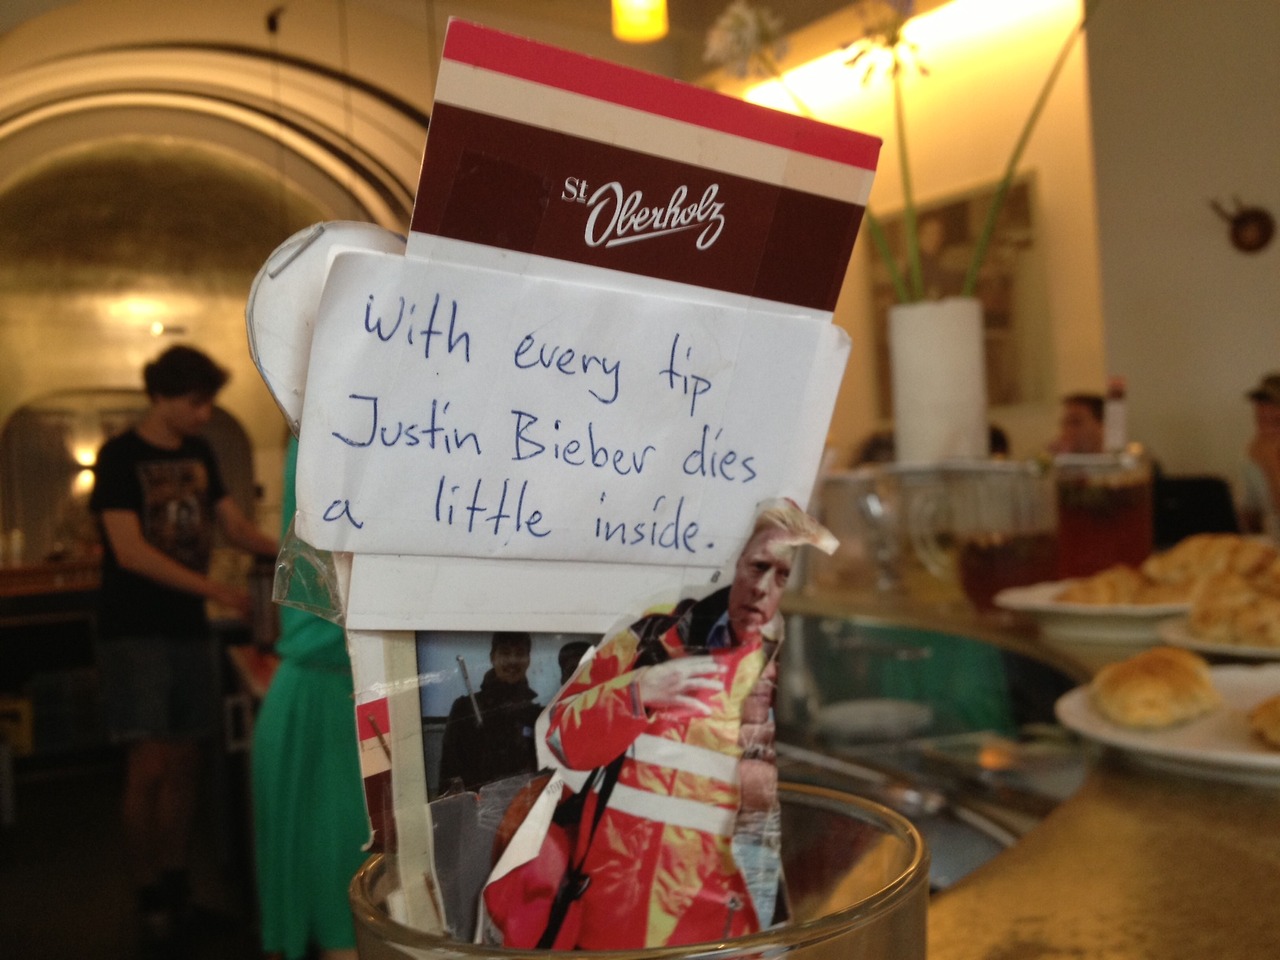 St Oberholz
With every tip
Justin Bieber dies
a little inside.